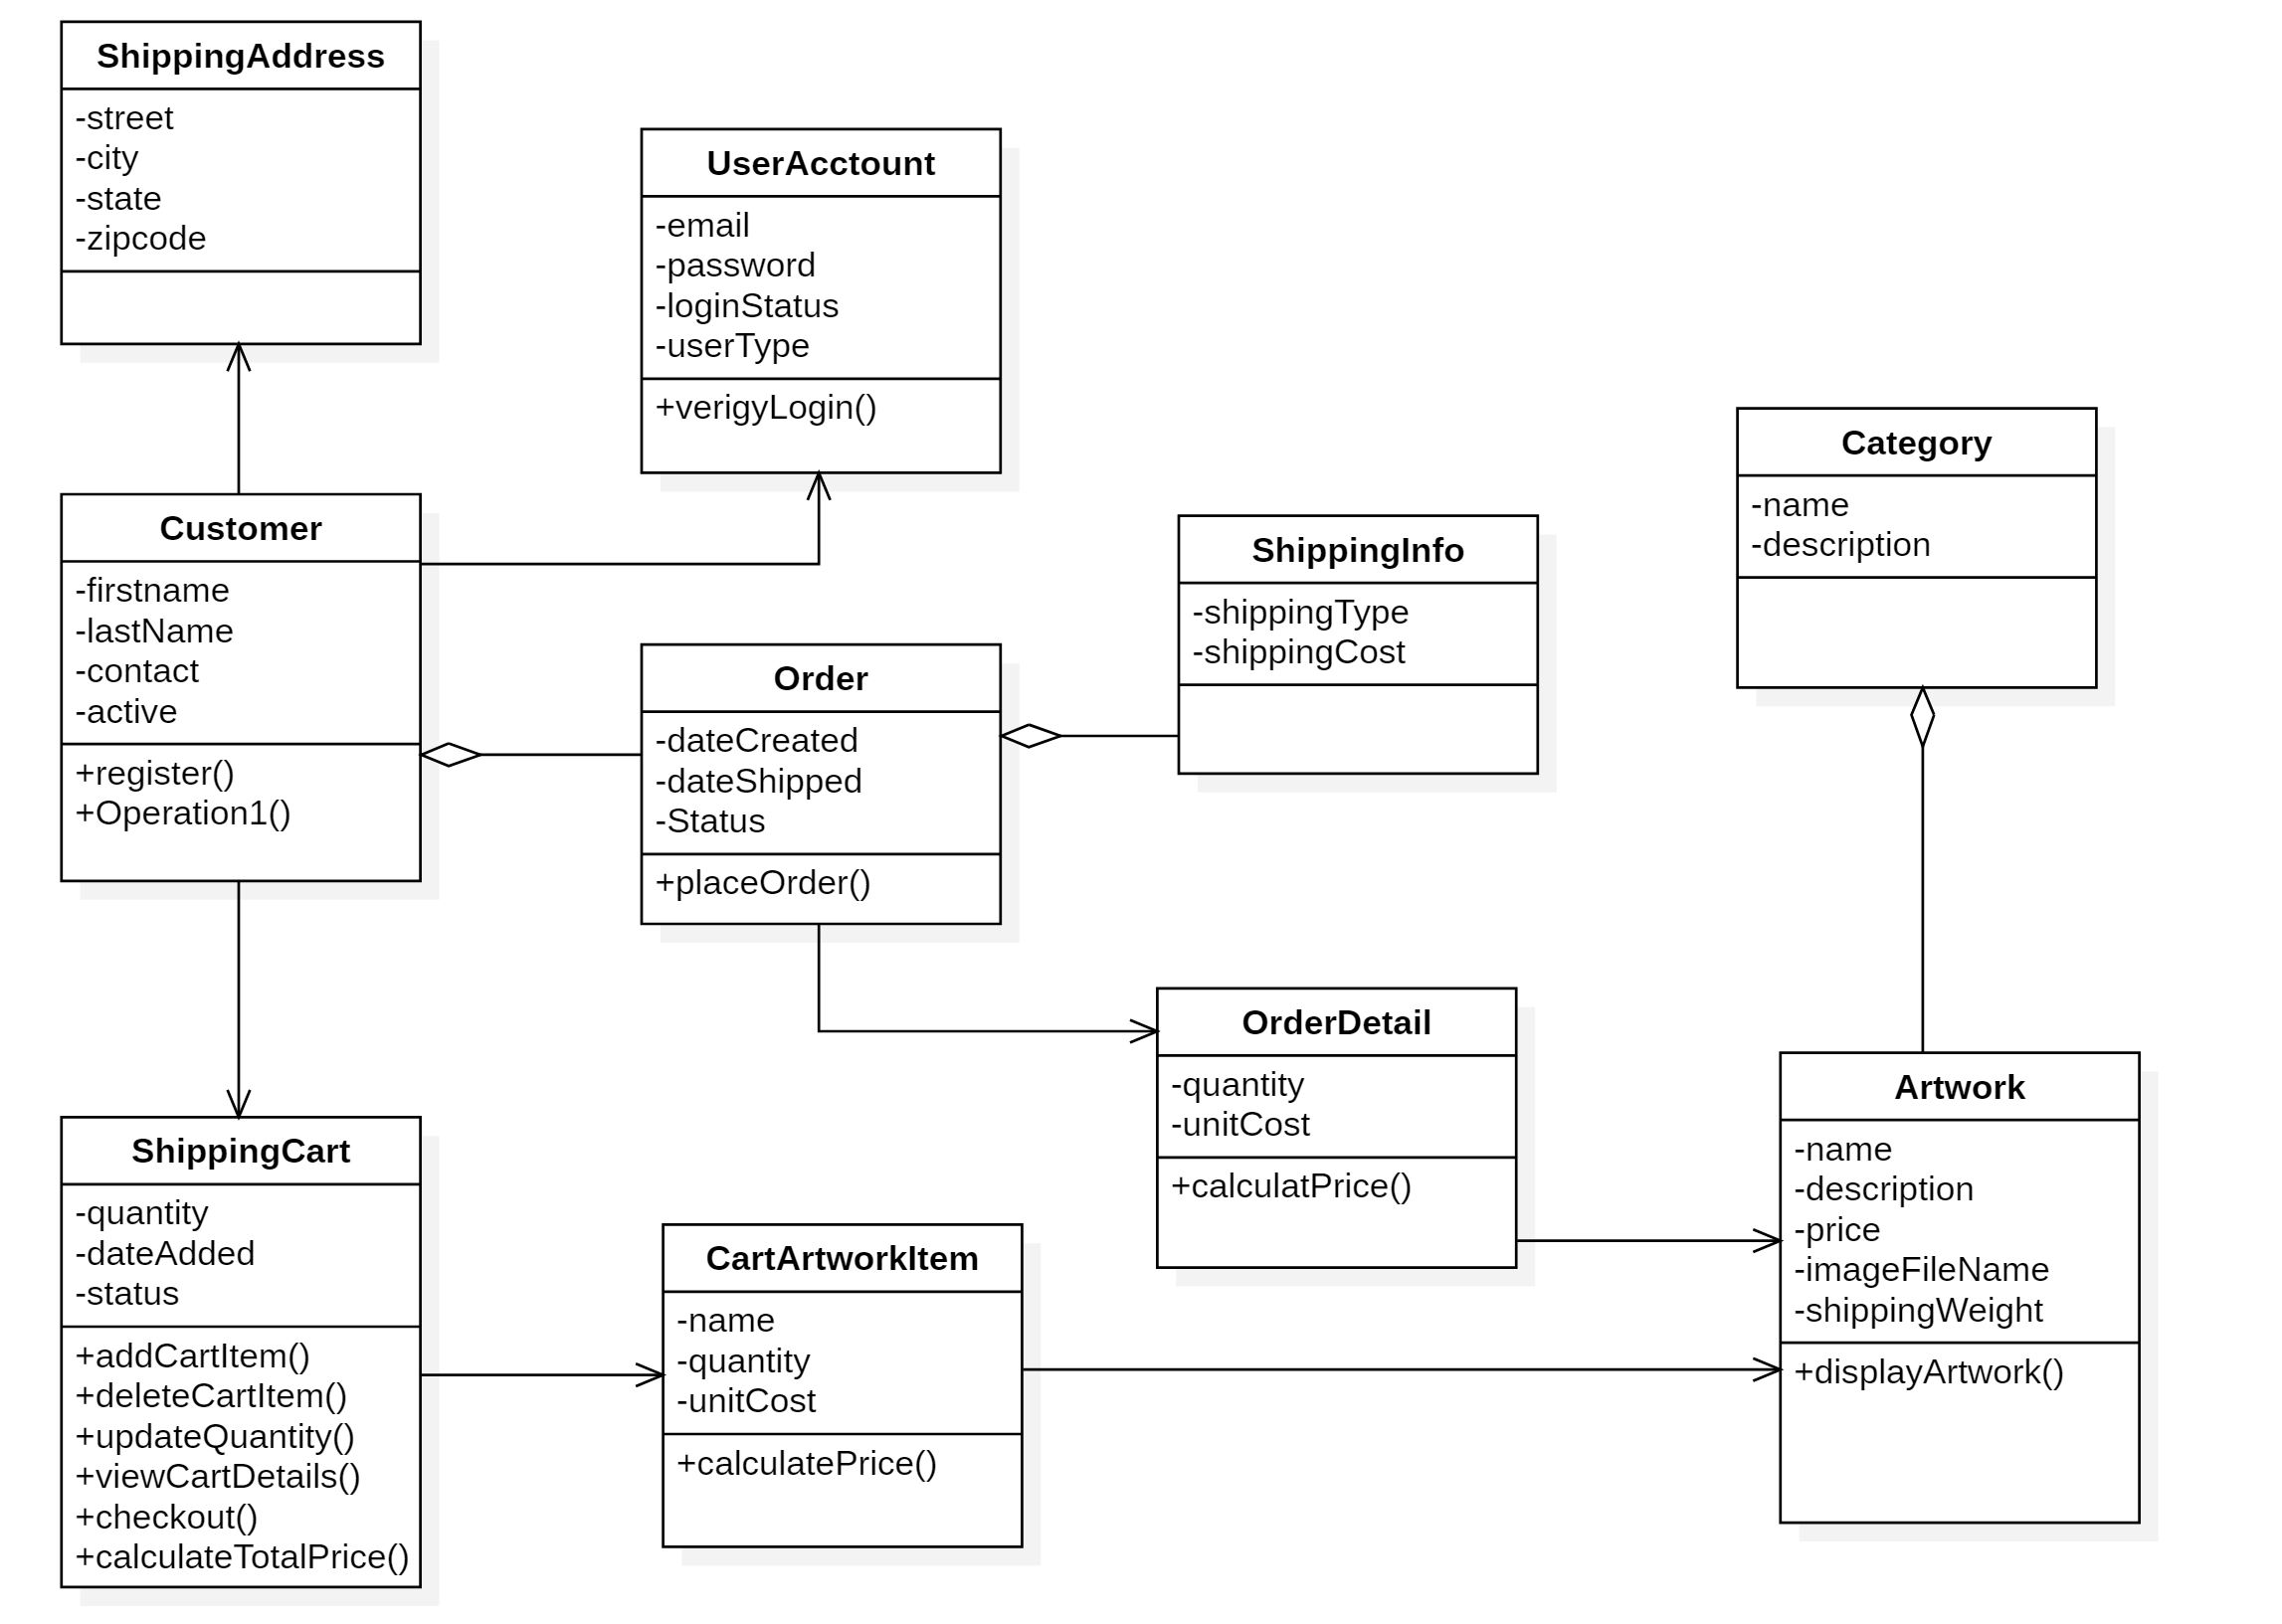 ShippingAddress
-street
-city
-state
-zipcode
UserAcctount
-email
-password
-loginStatus
-userType
+verigyLogin()
Category
-name
-description
Customer
-firstname
-lastName
-contact
-active
+register()
+Operation1()
ShippingInfo
-shippingType
-shippingCost
Order
-dateCreated
-dateShipped
-Status
+placeOrder()
OrderDetail
-quantity
-unitCost
+calculatPrice()
Artwork
-name
-description
-price
-imageFileName
-shippingWeight
+displayArtwork()
ShippingCart
-quantity
-dateAdded
-status
+addCartItem()
+deleteCartItem()
+updateQuantity()
+viewCartDetails()
+checkout()
+calculateTotalPrice()
CartArtworkItem
-name
-quantity
-unitCost
+calculatePrice()